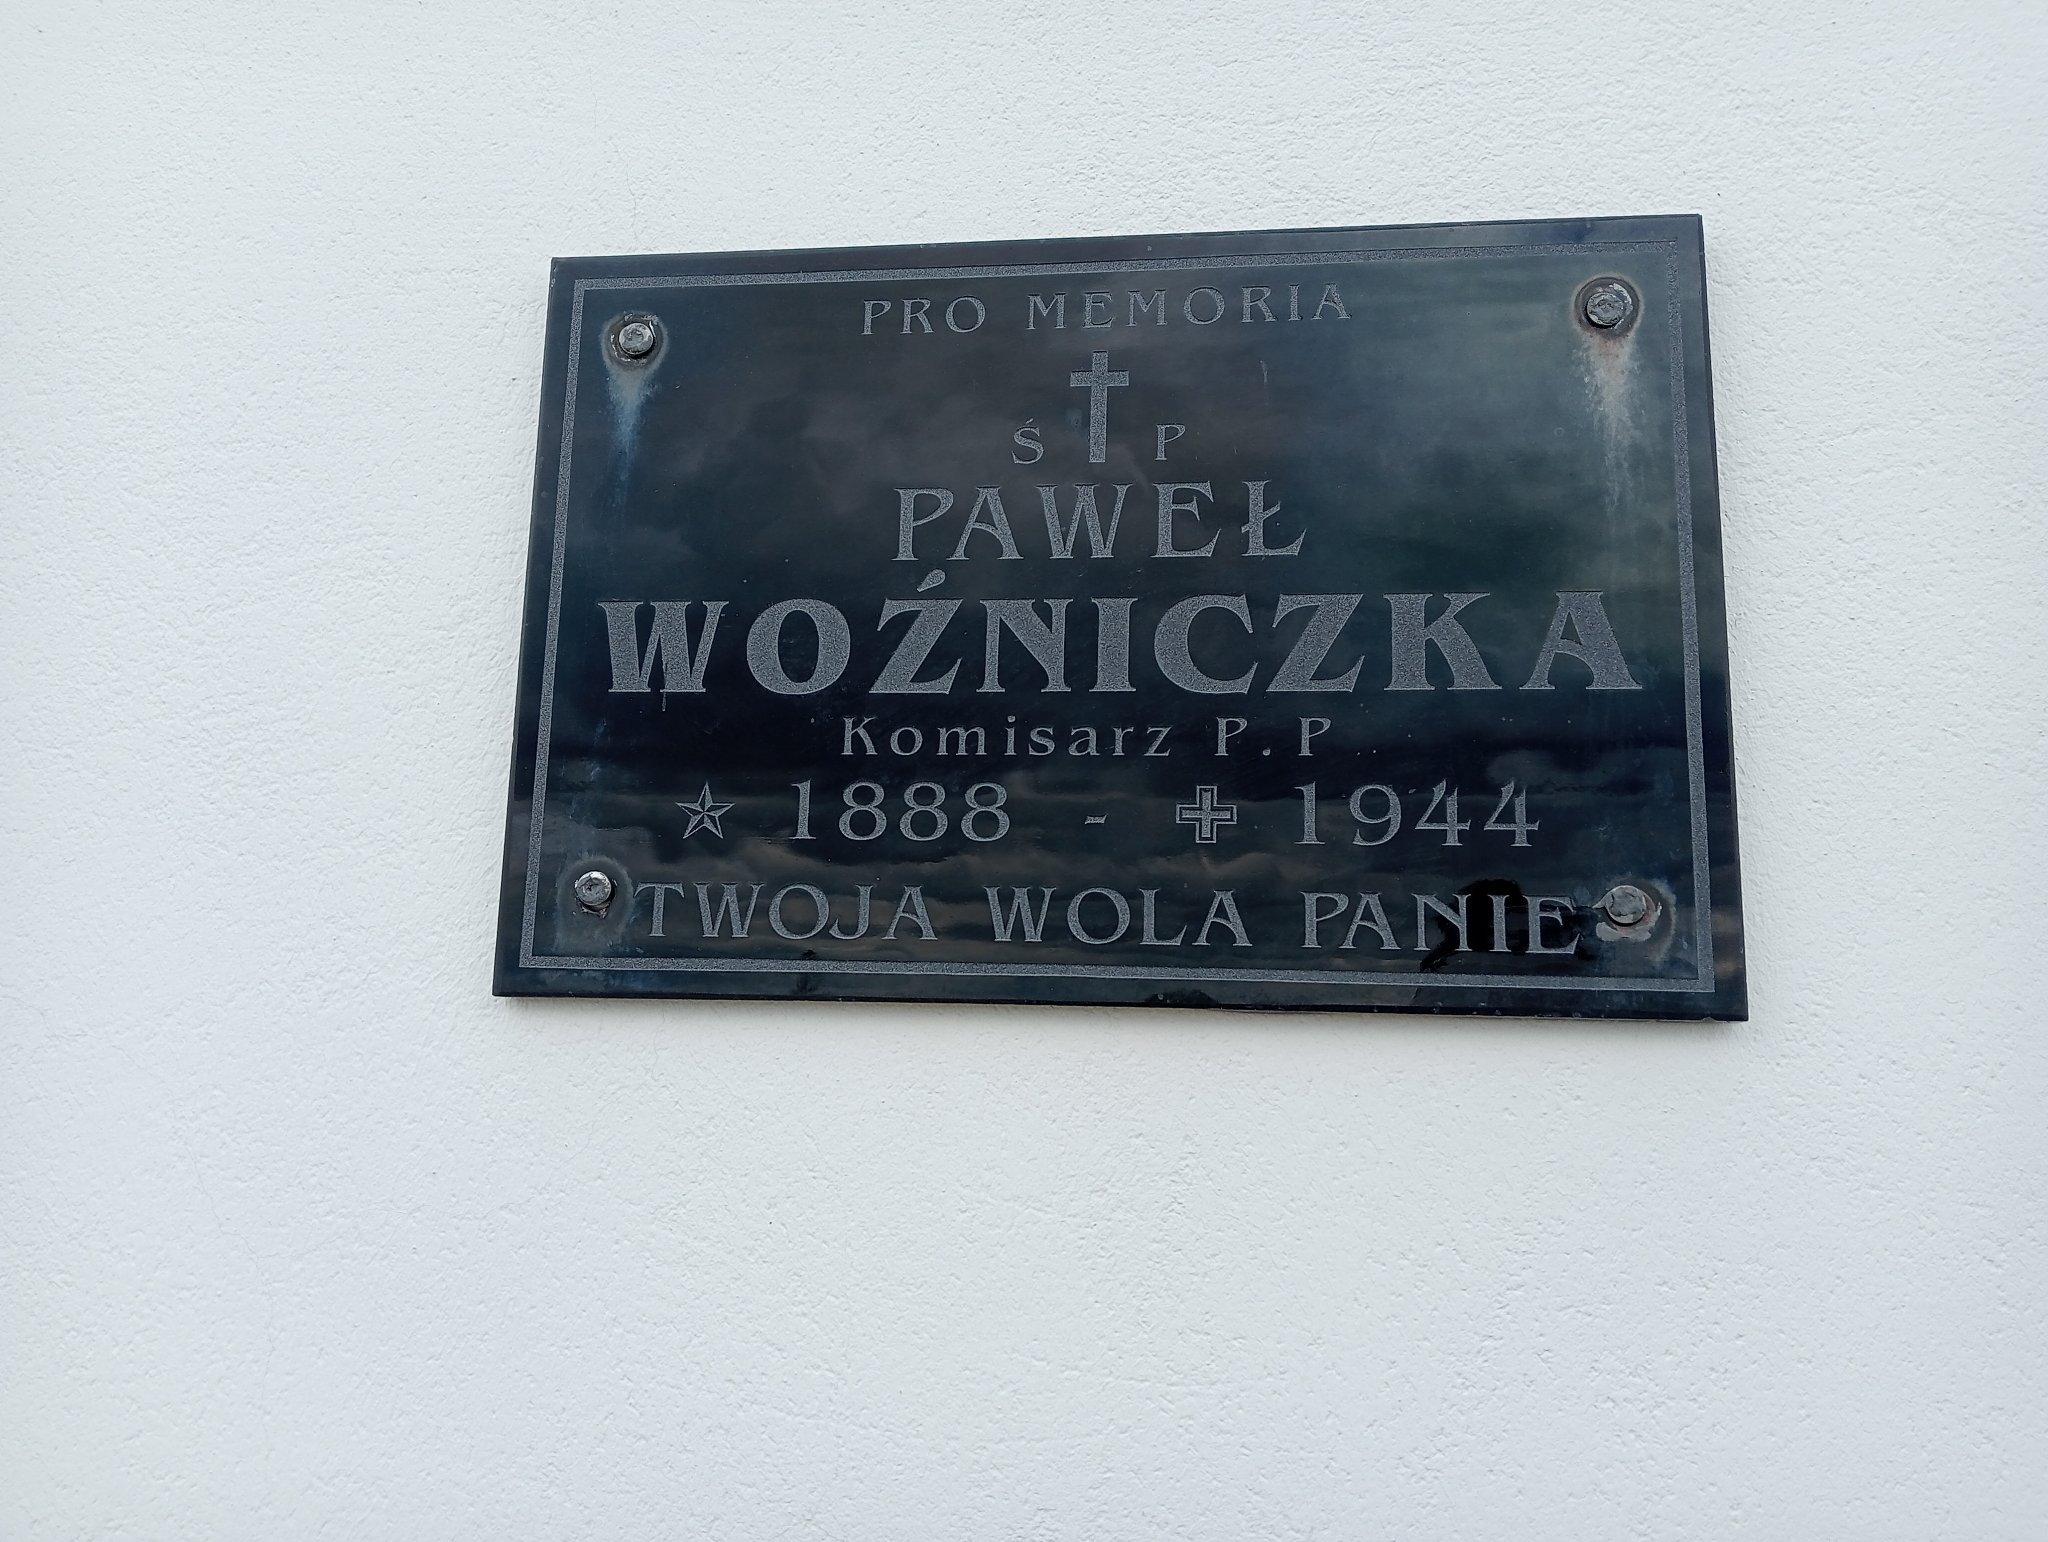 PRO MEMORIA
Ś P
PAWEŁ
WOŹNICZKA
Komisarz P.P
1888 - 1944
TWOJA WOLA PANIE